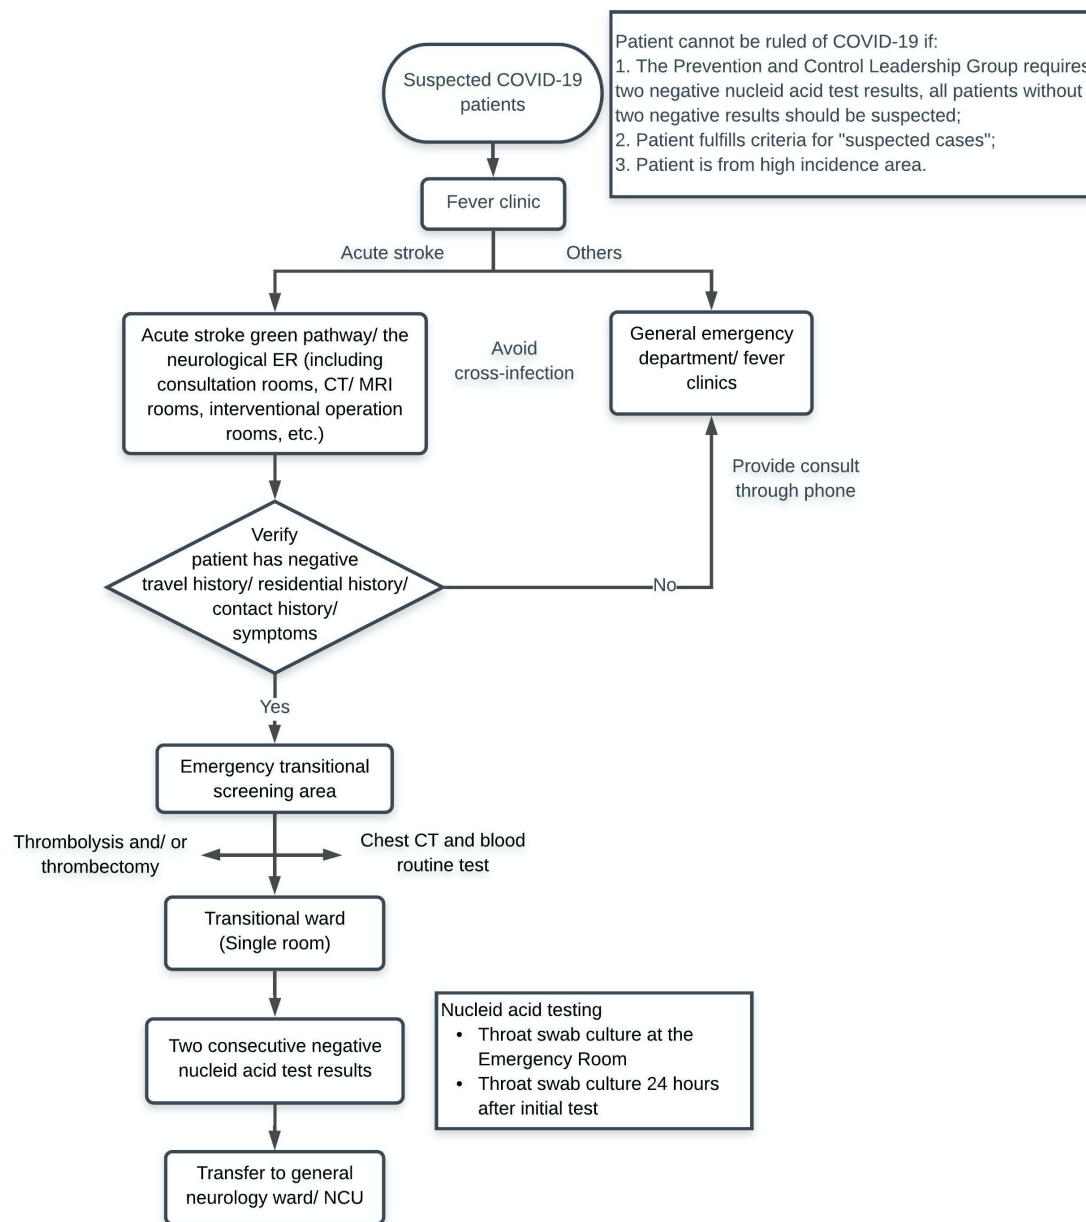 Suspected COVID-19
patients
Patient cannot be ruled of COVID-19 if:
1. The Prevention and Control Leadership Group requires
two negative nucleid acid test results, all patients without
two negative results should be suspected;
2. Patient fulfills criteria for "suspected cases";
3. Patient is from high incidence area.
Fever clinic
Acute stroke
Others
Acute stroke green pathway/ the
neurological ER (including
consultation rooms, CT/ MRI
rooms, interventional operation
rooms, etc.)
Avoid
cross-infection
General emergency
department/ fever
clinics
Provide consult
through phone
Verify
patient has negative
travel history/ residential history/
contact history/
symptoms
No
Yes
Emergency transitional
screening area
Thrombolysis and/ or
thrombectomy
Chest CT and blood
routine test
Transitional ward
(Single room)
Two consecutive negative
nucleid acid test results
Nucleid acid testing
• Throat swab culture at the
Emergency Room
• Throat swab culture 24 hours
after initial test
Transfer to general
neurology ward/ NCU